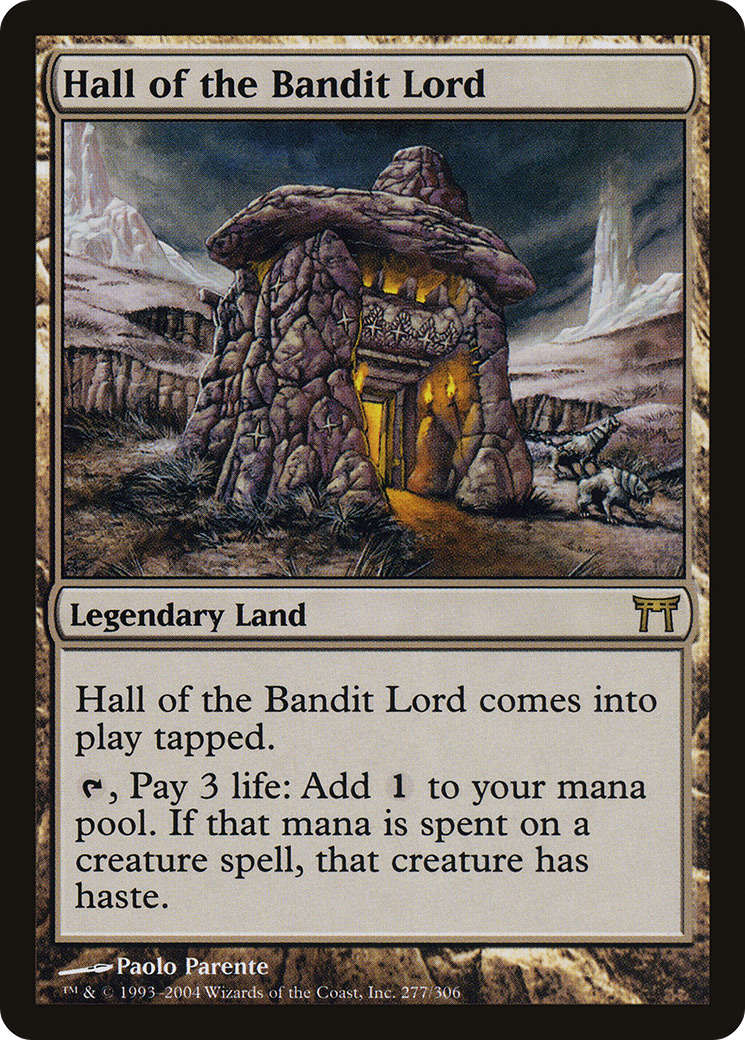 Hall of the Bandit Lord
Legendary Land
Hall of the Bandit Lord comes into
play tapped.
, Pay 3 life: Add 1 to your mana
pool. If that mana is spent on a
creature spell, that creature has
haste.
Paolo Parente
™ & © 1993–2004 Wizards of the Coast, Inc. 277/306